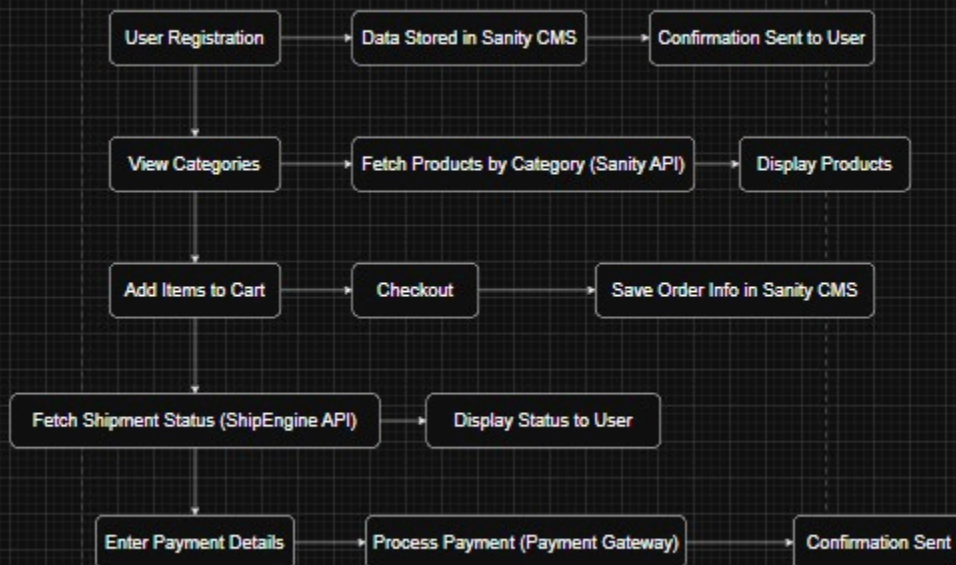 User Registration
Data Stored in Sanity CMS
Confirmation Sent to User
View Categories
Fetch Products by Category (Sanity API)
Display Products
Add Items to Cart
Checkout
Save Order Info in Sanity CMS
Fetch Shipment Status (ShipEngine API)
Display Status to User
Enter Payment Details
Process Payment (Payment Gateway)
Confirmation Sent